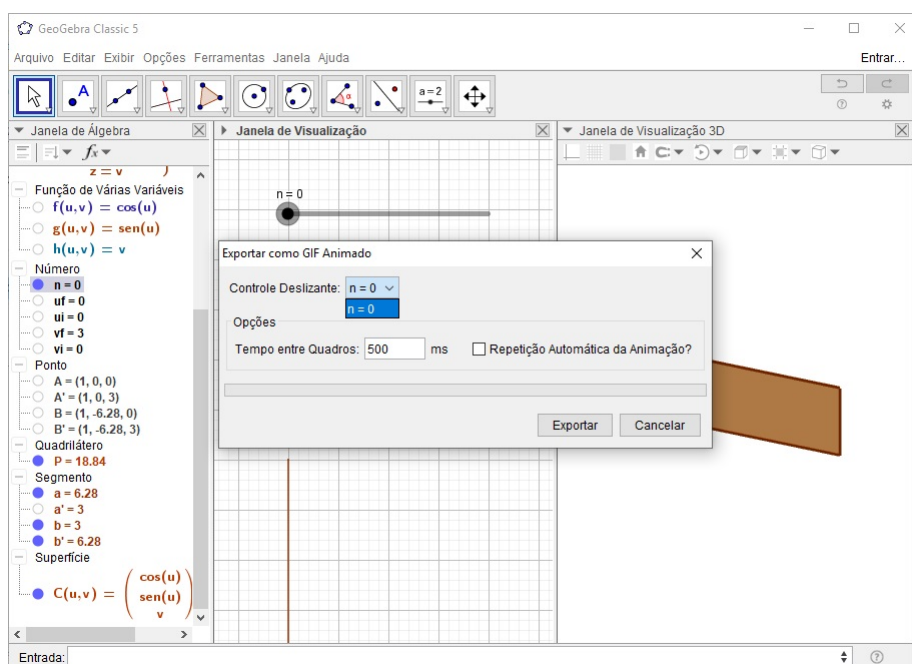 GeoGebra Classic 5
Arquivo Editar Exibir Opções Ferramentas Janela Ajuda
Entrar...
A
α
a=2
Janela de Álgebra
fx
z = v
Função de Várias Variáveis
f(u,v) = cos(u)
g(u,v) = sen(u)
h(u,v) = v
Número
n = 0
uf = 0
ui = 0
vf = 3
vi = 0
Ponto
A = (1, 0, 0)
A' = (1, 0, 3)
B = (1, -6.28, 0)
B' = (1, -6.28, 3)
Quadrilátero
P = 18.84
Segmento
a = 6.28
a' = 3
b = 3
b' = 6.28
Superfície
cos(u)
C(u,v) = sen(u)
v
Janela de Visualização
n = 0
Janela de Visualização 3D
Exportar como GIF Animado
Controle Deslizante: n = 0
n = 0
Opções
Tempo entre Quadros: 500 ms Repetição Automática da Animação?
Exportar Cancelar
Entrada: